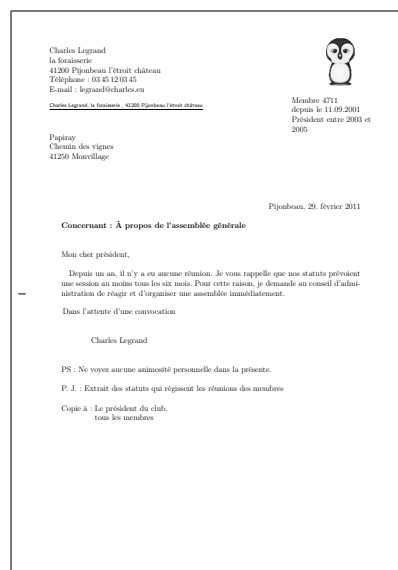 Charles Legrand
la foraisserie
41200 Pijonbeau l'étroit château
Téléphone : 03 45 12 03 45
E-mail : legrand@charles.eu
Charles Legrand, la foraisserie , 41200 Pijonbeau l'étroit château
Membre 4711
depuis le 11.09.2001
Président entre 2003 et
2005
Papiray
Chemin des vignes
41250 Monvillage
Pijonbeau, 29. février 2011
Concernant : À propos de l'assemblée générale
Mon cher président,
Depuis un an, il n'y a eu aucune réunion. Je vous rappelle que nos statuts prévoient
une session au moins tous les six mois. Pour cette raison, je demande au conseil d'admi-
nistration de réagir et d'organiser une assemblée immédiatement.
Dans l'attente d'une convocation
Charles Legrand
PS : Ne voyez aucune animosité personnelle dans la présente.
P. J. : Extrait des statuts qui régissent les réunions des membres
Copie à : Le président du club,
tous les membres